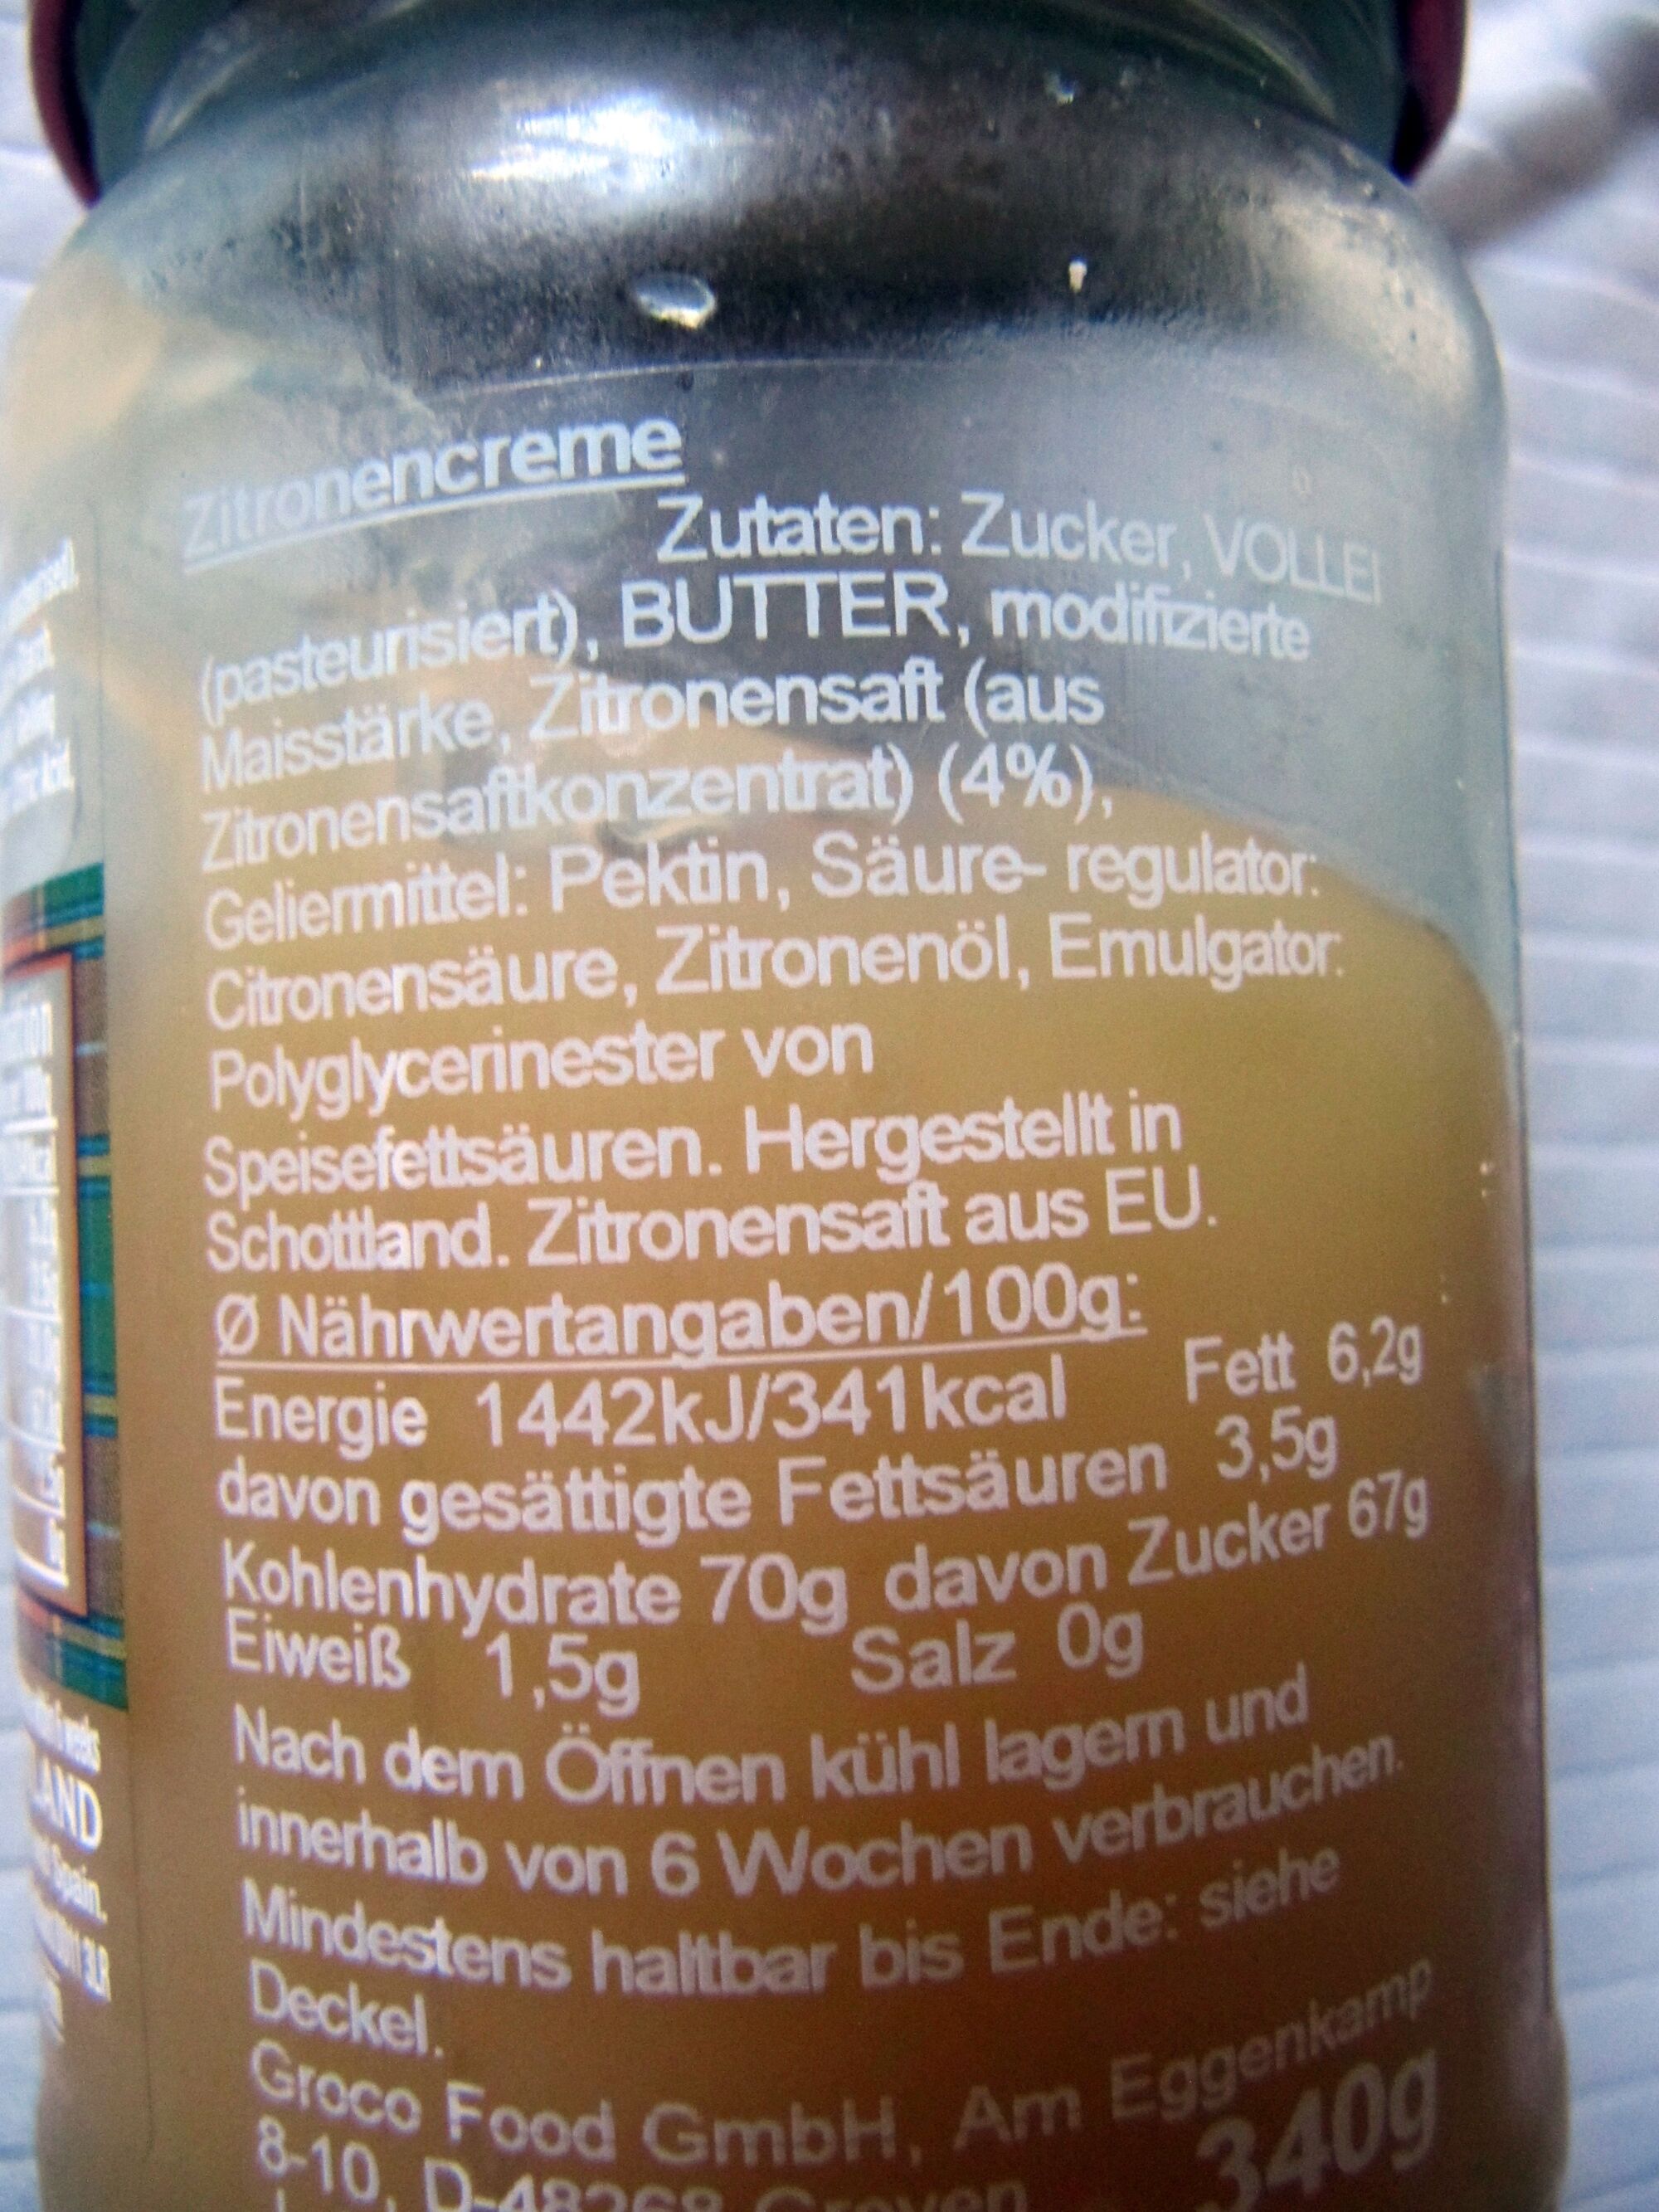 Zitronencreme
Zutaten: Zucker, VOLLEI
(pasteurisiert), BUTTER, modifizierte
Maisstärke, Zitronensaft (aus
Zitronensaftkonzentrat) (4%),
Geliermittel: Pektin, Säure- regulator:
Citronensäure, Zitronenöl, Emulgator:
Polyglycerinester von
Speisefettsäuren. Hergestellt in
Schottland. Zitronensaft aus EU.
Ø Nährwertangaben/100g:
Energie 1442kJ/341kcal Fett 6,2g
davon gesättigte Fettsäuren 3,5g
Kohlenhydrate 70g davon Zucker 67g
Eiweiß 1,5g Salz 0g
Nach dem Öffnen kühl lagern und
innerhalb von 6 Wochen verbrauchen.
Mindestens haltbar bis Ende: siehe
Deckel.
Groco Food GmbH, Am Eggenkamp
8-10, D-48268 Greven
340g
LAND
Spain.